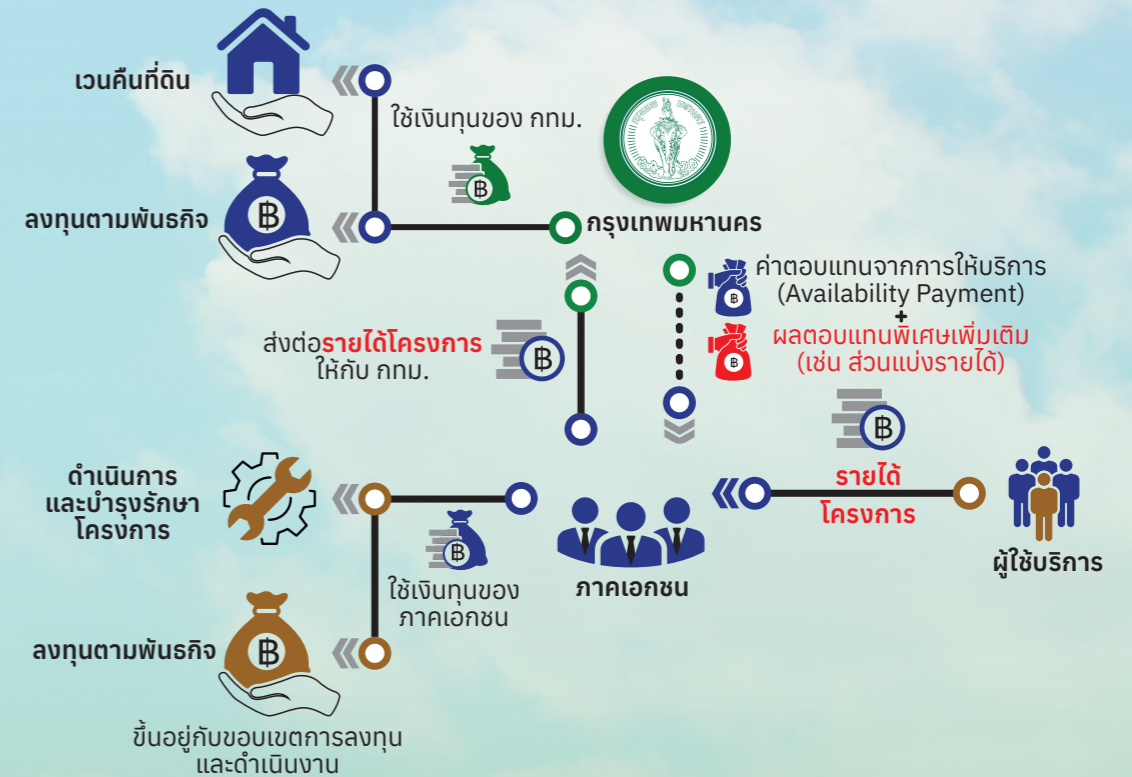 เวนคืนที่ดิน
ใช้เงินทุนของ กทม.
฿
ลงทุนตามพันธกิจ
฿
กรุงเทพมหานคร
฿
ค่าตอบแทนจากการให้บริการ
(Availability Payment)
+
฿
ผลตอบแทนพิเศษเพิ่มเติม
(เช่น ส่วนแบ่งรายได้)
ส่งต่อรายได้โครงการ
ให้กับ กทม.
฿
฿
รายได้
โครงการ
ผู้ใช้บริการ
ดำเนินการ
และบำรุงรักษา
โครงการ
฿
ใช้เงินทุนของ
ภาคเอกชน
ภาคเอกชน
ลงทุนตามพันธกิจ
฿
ขึ้นอยู่กับขอบเขตการลงทุน
และดำเนินงาน